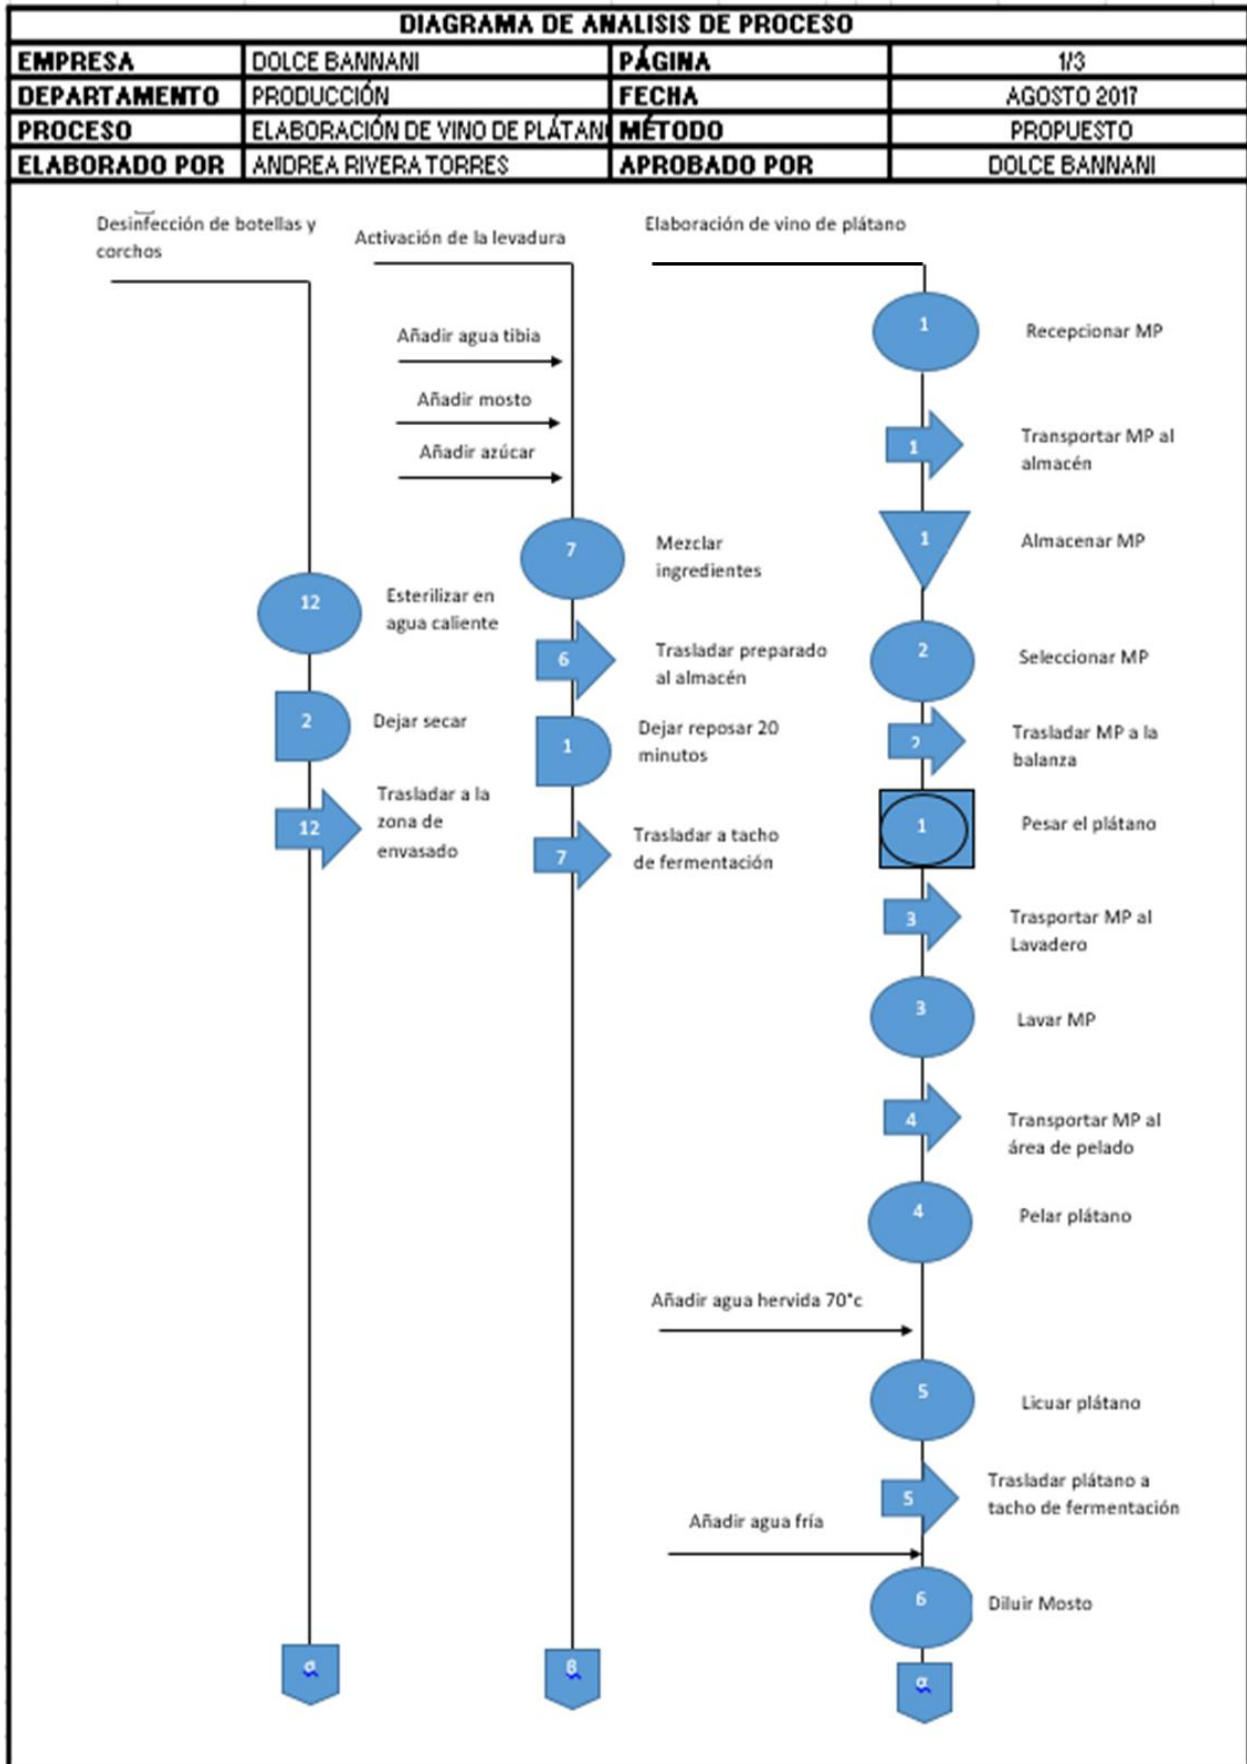 DIAGRAMA DE ANALISIS DE PROCESO
EMPRESA DOLCE BANNANI PÁGINA 1/3
DEPARTAMENTO PRODUCCIÓN FECHA AGOSTO 2017
PROCESO ELABORACIÓN DE VINO DE PLÁTAN MÉTODO PROPUESTO
ELABORADO POR ANDREA RIVERA TORRES APROBADO POR DOLCE BANNANI
Desinfección de botellas y
corchos
Esterilizar en
agua caliente
12
2
Dejar secar
Trasladar a la
zona de
envasado
12
α
Activación de la levadura
Añadir agua tibia
Añadir mosto
Añadir azúcar
7
Mezclar
ingredientes
6
Trasladar preparado
al almacén
Dejar reposar 20
minutos
1
Trasladar a tacho
de fermentación
7
β
Elaboración de vino de plátano
1
Recepcionar MP
1
Transportar MP al
almacén
1
Almacenar MP
2
Seleccionar MP
2
Trasladar MP a la
balanza
1
Pesar el plátano
3
Trasportar MP al
Lavadero
3
Lavar MP
4
Transportar MP al
área de pelado
4
Pelar plátano
Añadir agua hervida 70°c
5
Licuar plátano
5
Trasladar plátano a
tacho de fermentación
Añadir agua fría
6
Diluir Mosto
α